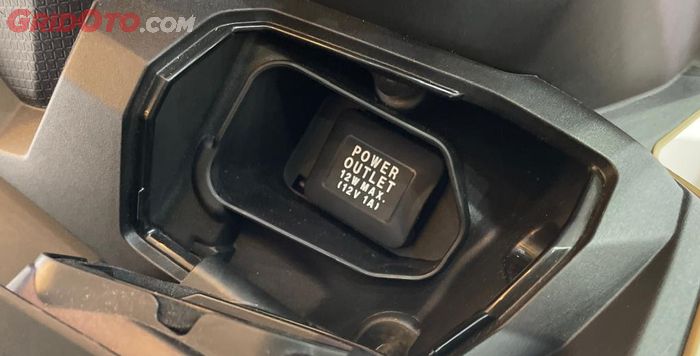 GridOto.com
POWER
OUTLET
12W MAX.
(12V 1A)